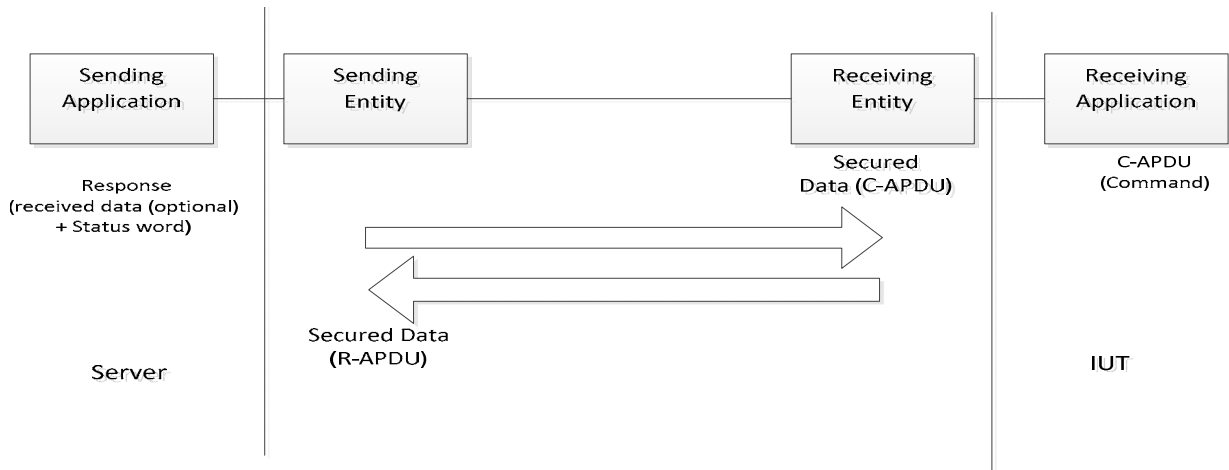 Sending
Application
Sending
Entity
Receiving
Entity
Receiving
Application
Response
(received data (optional)
+ Status word)
Secured
Data (C-APDU)
C-APDU
(Command)
Secured Data
(R-APDU)
Server
IUT